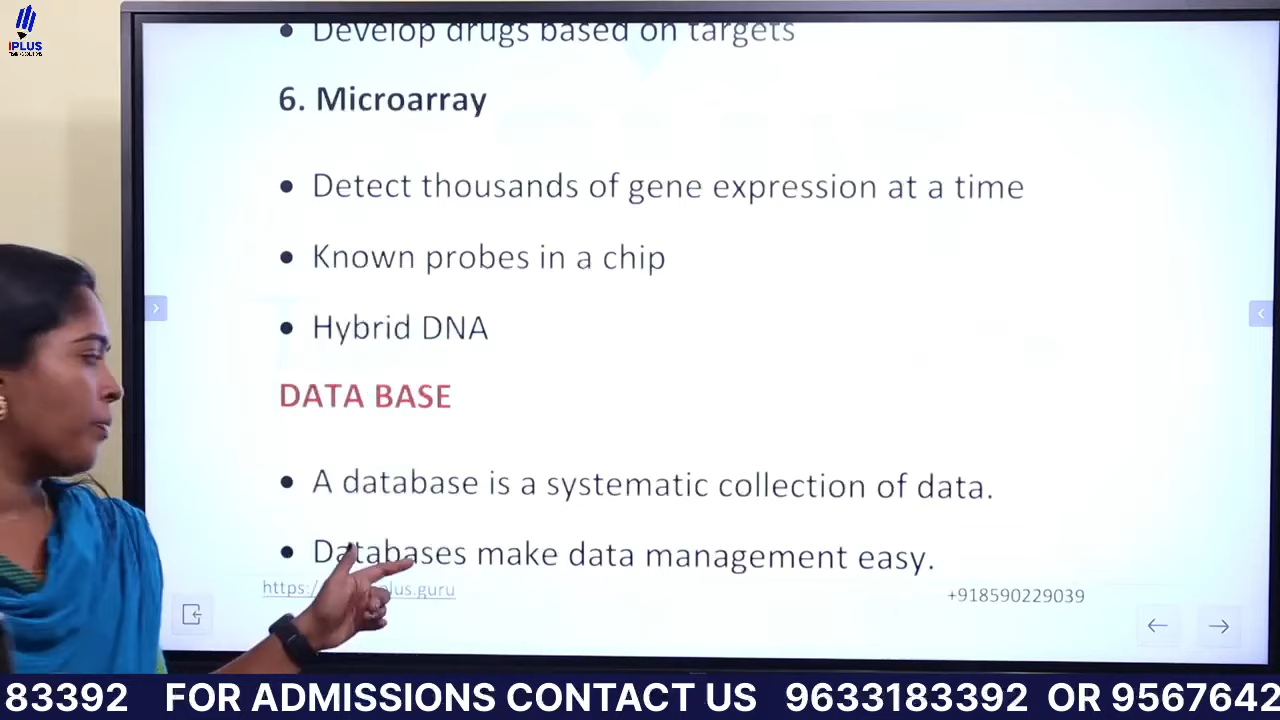 IPLUS
• Develop drugs based on targets
6. Microarray
• Detect thousands of gene expression at a time
• Known probes in a chip
• Hybrid DNA
DATA BASE
• A database is a systematic collection of data.
• Databases make data management easy.
https:/ lus.guru
+918590229039
83392 FOR ADMISSIONS CONTACT US 9633183392 OR 9567642